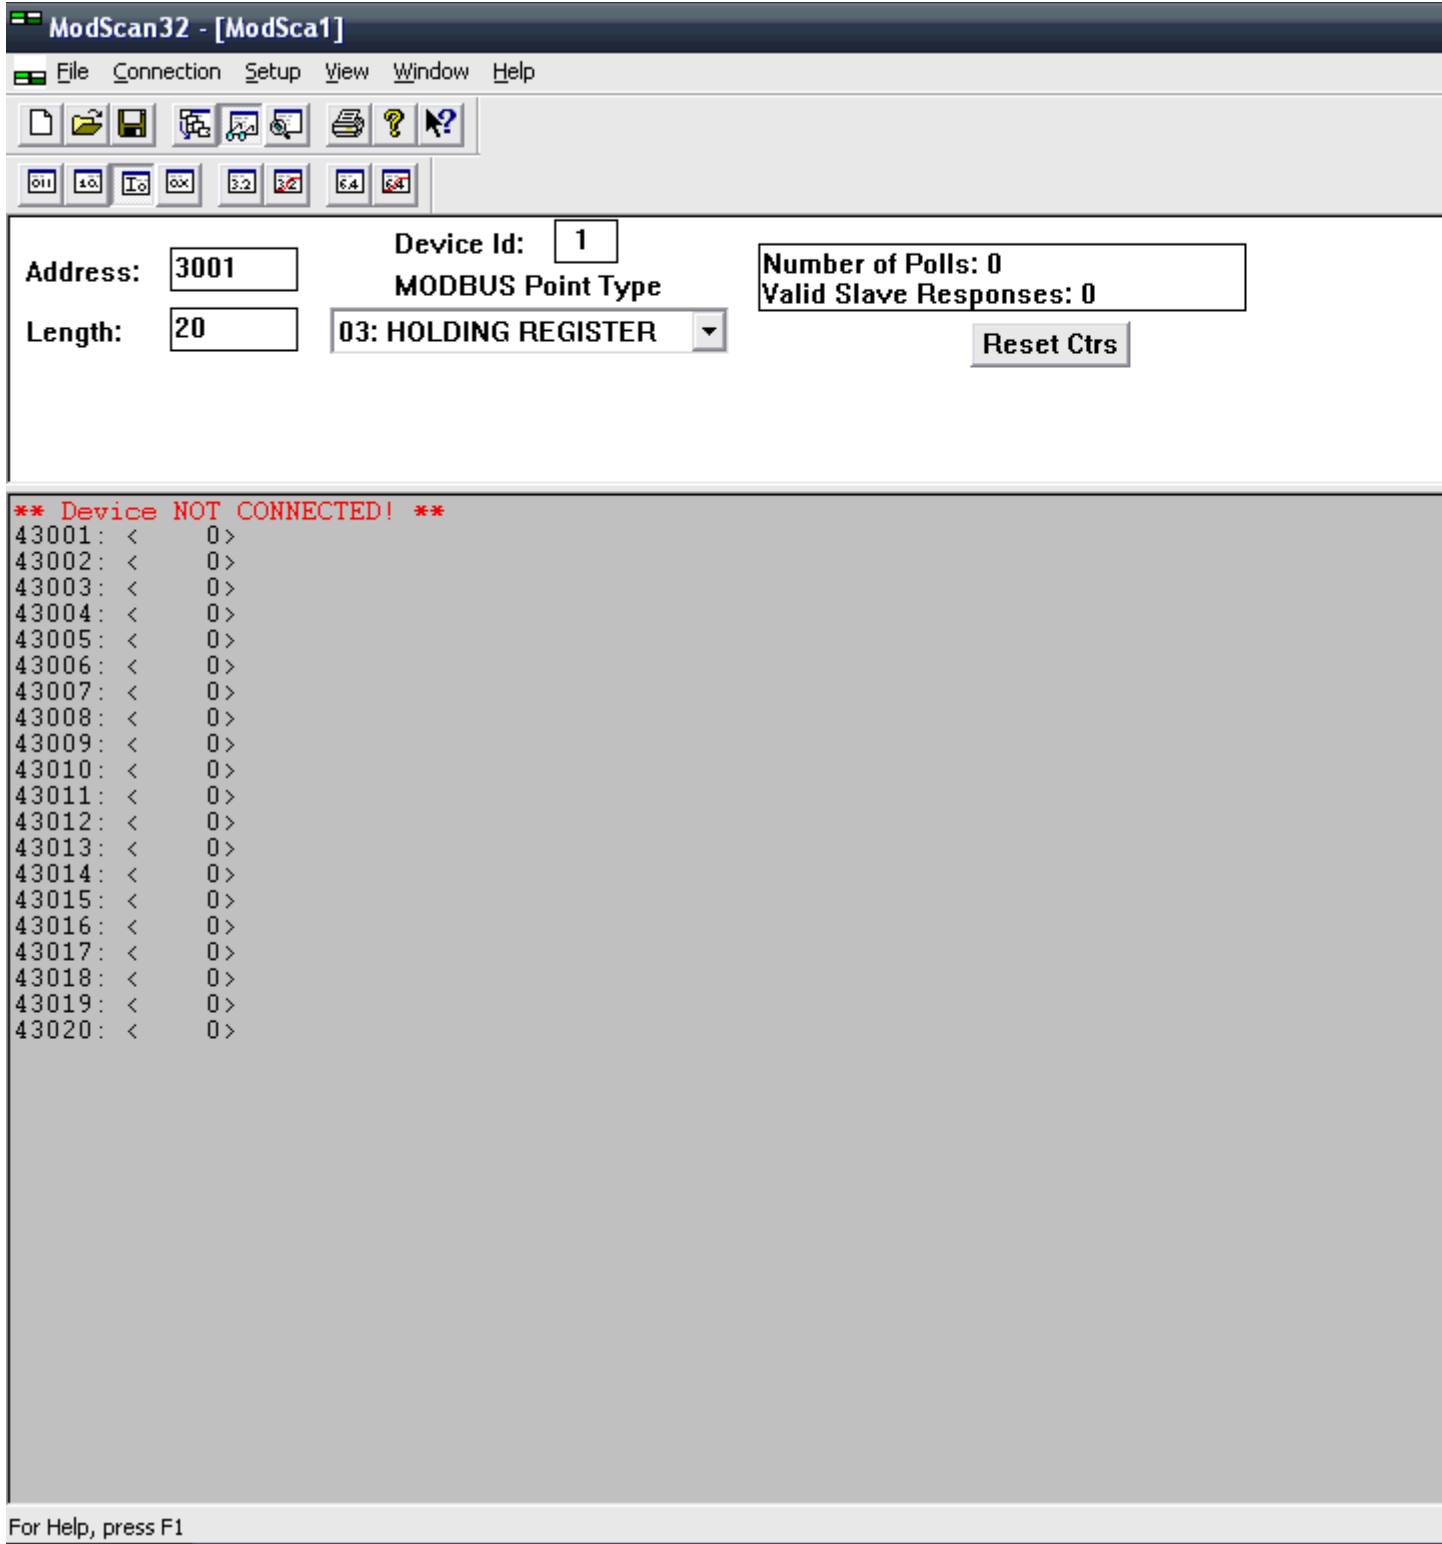 ModScan32 - [ModSca1]
File Connection Setup View Window Help
Address: 3001
Device Id: 1
MODBUS Point Type
Length: 20
03: HOLDING REGISTER
Number of Polls: 0
Valid Slave Responses: 0
Reset Ctrs
** Device NOT CONNECTED! **
43001: < 0>
43002: < 0>
43003: < 0>
43004: < 0>
43005: < 0>
43006: < 0>
43007: < 0>
43008: < 0>
43009: < 0>
43010: < 0>
43011: < 0>
43012: < 0>
43013: < 0>
43014: < 0>
43015: < 0>
43016: < 0>
43017: < 0>
43018: < 0>
43019: < 0>
43020: < 0>
For Help, press F1